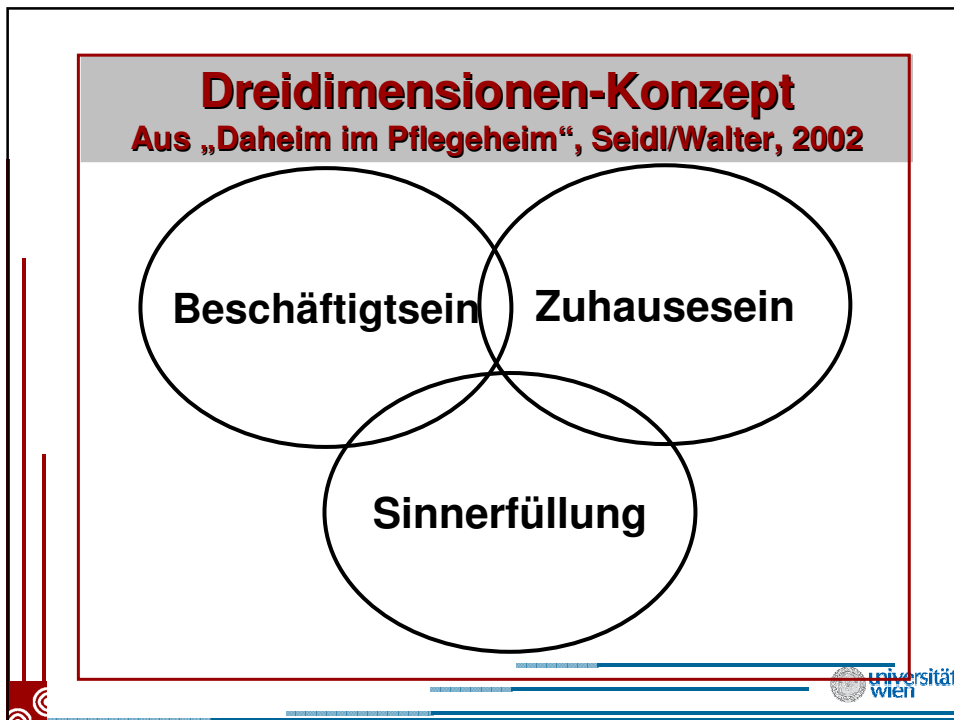 Dreidimensionen-Konzept
Aus „Daheim im Pflegeheim“, Seidl/Walter, 2002
Beschäftigtsein
Zuhausesein
Sinnerfüllung
universität
wien